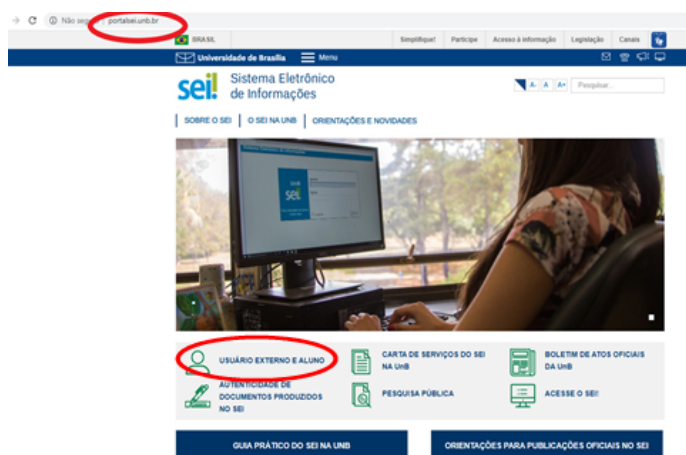 Não seg
portalsei.unb.br
BRASIL Simplifique! Participe Acesso à informação Legislação Canais
Universidade de Brasília Menu
sei! Sistema Eletrônico
de Informações
A- A A+ Pesquisar...
SOBRE O SEI O SEI NA UNB ORIENTAÇÕES E NOVIDADES
sei!
USUÁRIO EXTERNO E ALUNO
CARTA DE SERVIÇOS DO SEI
NA UnB
BOLETIM DE ATOS OFICIAIS
DA UnB
AUTENTICIDADE DE
DOCUMENTOS PRODUZIDOS
NO SEI
PESQUISA PÚBLICA
ACESSE O SEI!
GUIA PRÁTICO DO SEI NA UNB
ORIENTAÇÕES PARA PUBLICAÇÕES OFICIAIS NO SEI